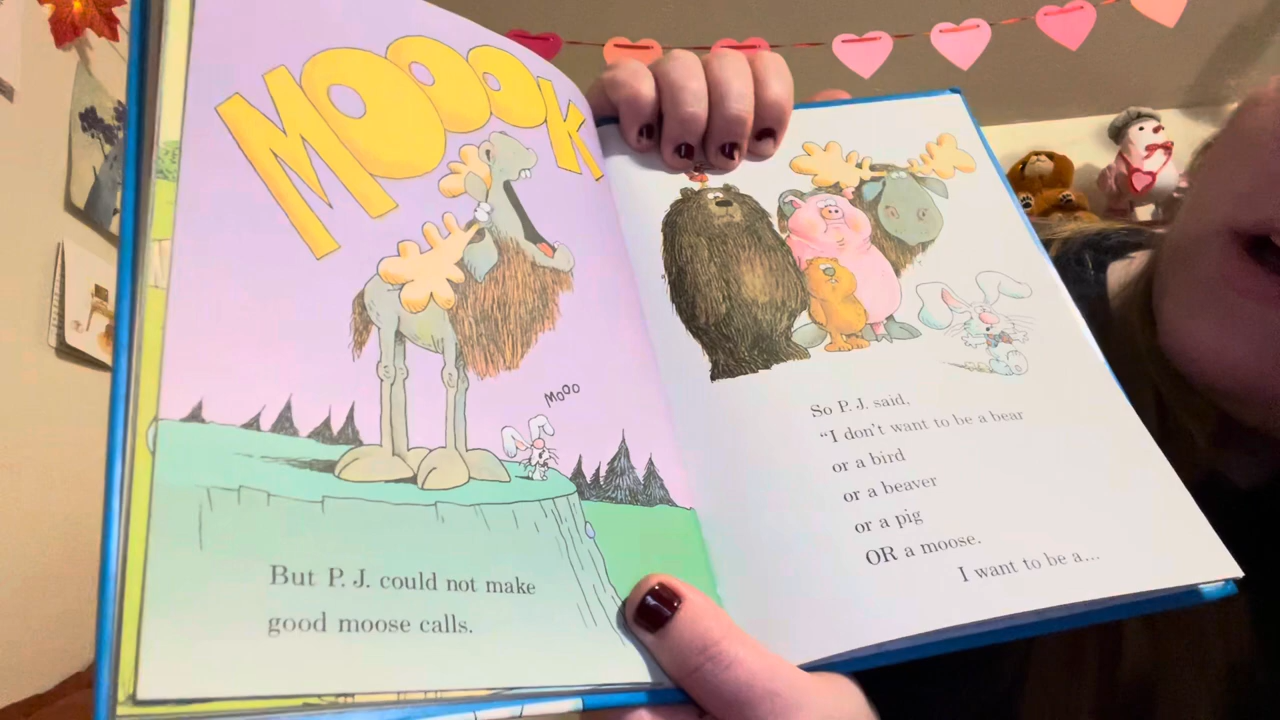 MOOOK
MOOO
But P. J. could not make
good moose calls.
So P. J. said,
“I don't want to be a bear
or a bird
or a beaver
or a pig
OR a moose.
I want to be a...